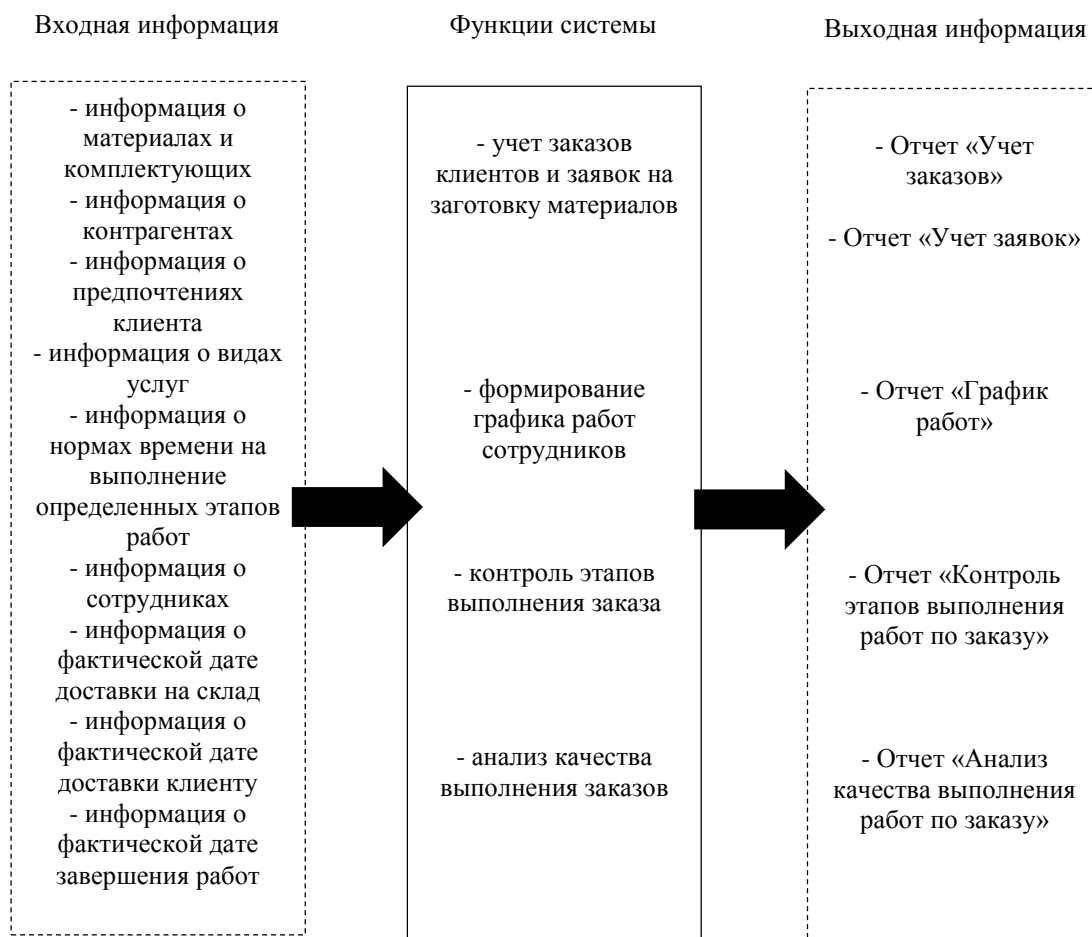 Входная информация
- информация о
материалах и
комплектующих
- информация о
контрагентах
- информация о
предпочтениях
клиента
- информация о видах
услуг
- информация о
нормах времени на
выполнение
определенных этапов
работ
- информация о
сотрудниках
- информация о
фактической дате
доставки на склад
- информация о
фактической дате
доставки клиенту
- информация о
фактической дате
завершения работ
Функции системы
- учет заказов
клиентов и заявок на
заготовку материалов
- формирование
графика работ
сотрудников
- контроль этапов
выполнения заказа
- анализ качества
выполнения заказов
Выходная информация
- Отчет «Учет
заказов»
- Отчет «Учет заявок»
- Отчет «График
работ»
- Отчет «Контроль
этапов выполнения
работ по заказу»
- Отчет «Анализ
качества выполнения
работ по заказу»